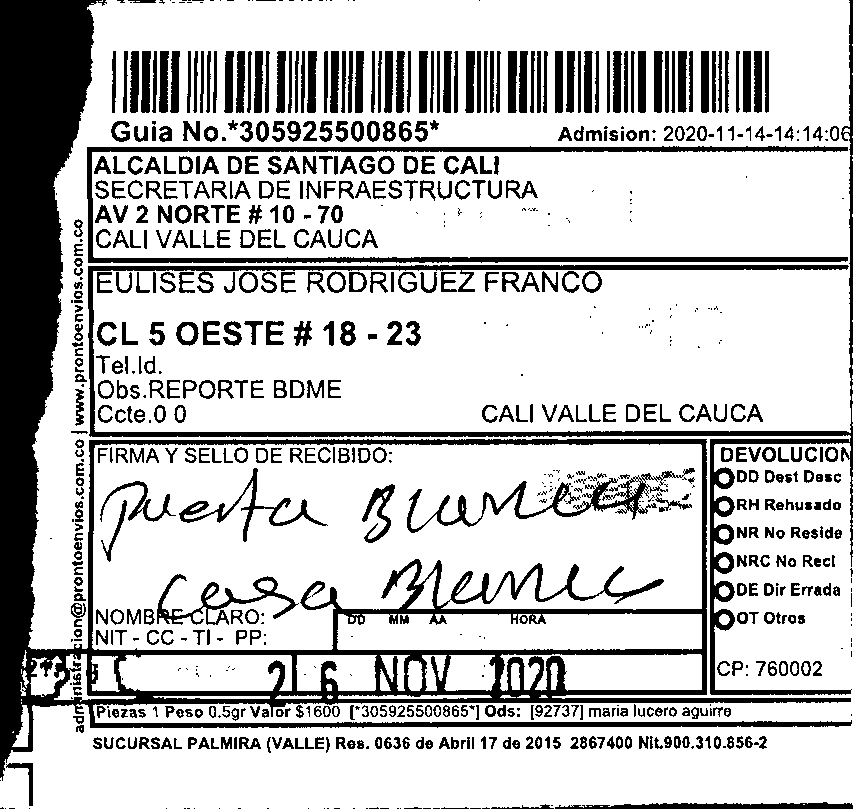 Guia No.*305925500865*
Admision: 2020-11-14-14:14:06
ALCALDIA DE SANTIAGO DE CALI
SECRETARIA DE INFRAESTRUCTURA
AV 2 NORTE # 10 - 70
CALI VALLE DEL CAUCA
EULISES JOSE RODRIGUEZ FRANCO
CL 5 OESTE # 18 - 23
Tel.Id.
Obs.REPORTE BDME
Ccte.0 0
CALI VALLE DEL CAUCA
administracion@prontoenvios.com.co | www.prontoenvios.com.co
FIRMA Y SELLO DE RECIBIDO:
puerta Blanca
casa Blanca
NOMBRE CLARO:
NIT - CC - TI - PP:
DD MM AA HORA
26 NOV 2020
DEVOLUCION
DD Dest Desc
RH Rehusado
NR No Reside
NRC No Recl
DE Dir Errada
OT Otros
CP: 760002
Piezas 1 Peso 0.5gr Valor $1600 [*305925500865*] Ods: [92737] maria lucero aguirre
SUCURSAL PALMIRA (VALLE) Res. 0636 de Abril 17 de 2015 2867400 Nit.900.310.856-2